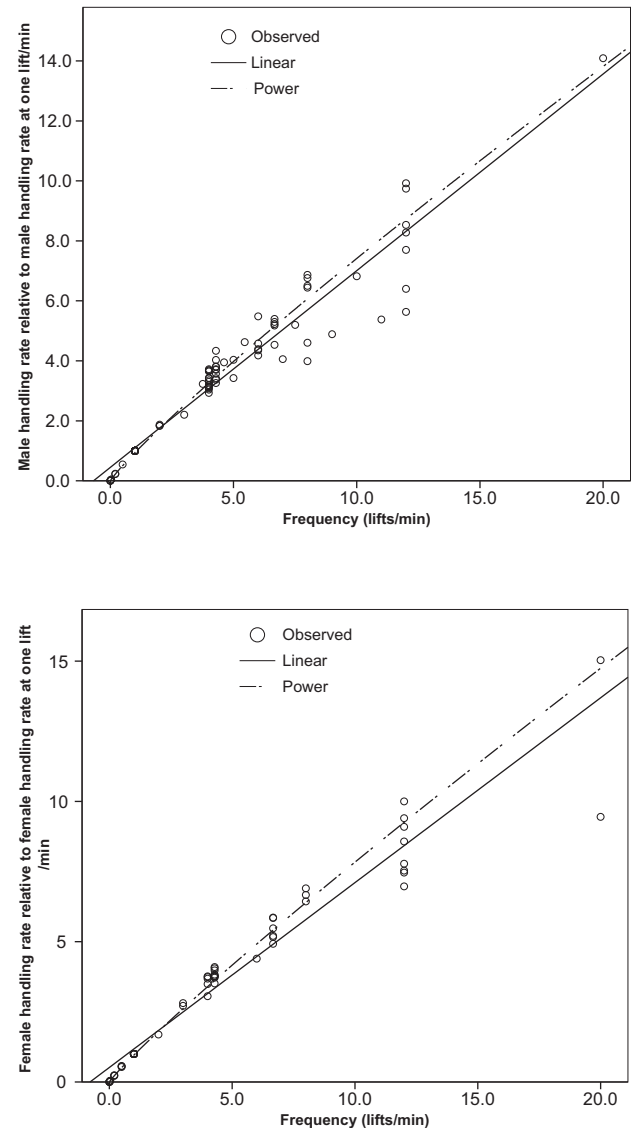 Male handling rate relative to male handling rate at one lift/min
14.0
12.0
10.0
8.0
6.0
4.0
2.0
0.0
Observed
Linear
Power
0.0 5.0 10.0 15.0 20.0
Frequency (lifts/min)
Female handling rate relative to female handling rate at one lift
/min
15
10
5
0
Observed
Linear
Power
0.0 5.0 10.0 15.0 20.0
Frequency (lifts/min)